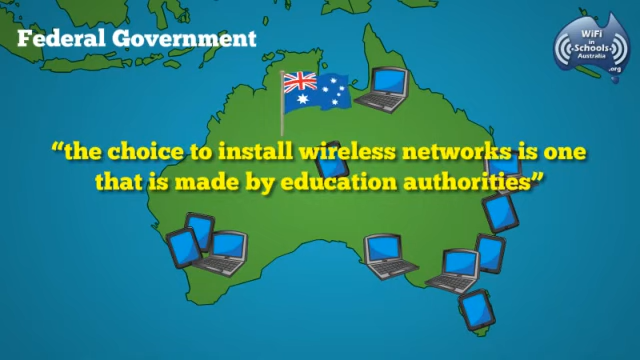 Federal Government
WiFi
in
Schools
Australia
.org
“the choice to install wireless networks is one
that is made by education authorities”